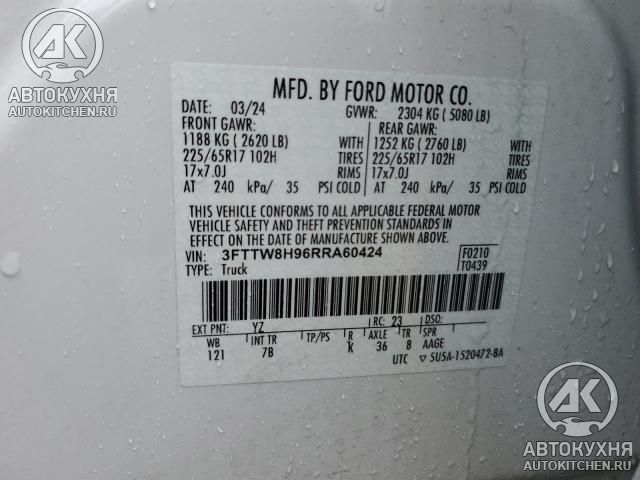 AK
АВТОКУХНЯ
AUTOKITCHEN.RU
MFD. BY FORD MOTOR CO.
DATE: 03/24 GVWR: 2304 KG ( 5080 LB)
FRONT GAWR: REAR GAWR:
1188 KG ( 2620 LB) WITH 1252 KG ( 2760 LB) WITH
225/65R17 102H TIRES 225/65R17 102H TIRES
17x7.0J RIMS 17x7.0J RIMS
AT 240 kPa/ 35 PSI COLD AT 240 kPa/ 35 PSI COLD
THIS VEHICLE CONFORMS TO ALL APPLICABLE FEDERAL MOTOR
VEHICLE SAFETY AND THEFT PREVENTION STANDARDS IN
EFFECT ON THE DATE OF MANUFACTURE SHOWN ABOVE.
VIN: 3FTTW8H96RRA60424 F0210
TYPE: Truck T0439
EXT PNT: YZ RC: 23 DSO:
WB INT TR TP/PS R AXLE TR SPR
121 7B K 36 8 AAGE
UTC ▽ 5U5A-1520472-BA
AK
АВТОКУХНЯ
AUTOKITCHEN.RU